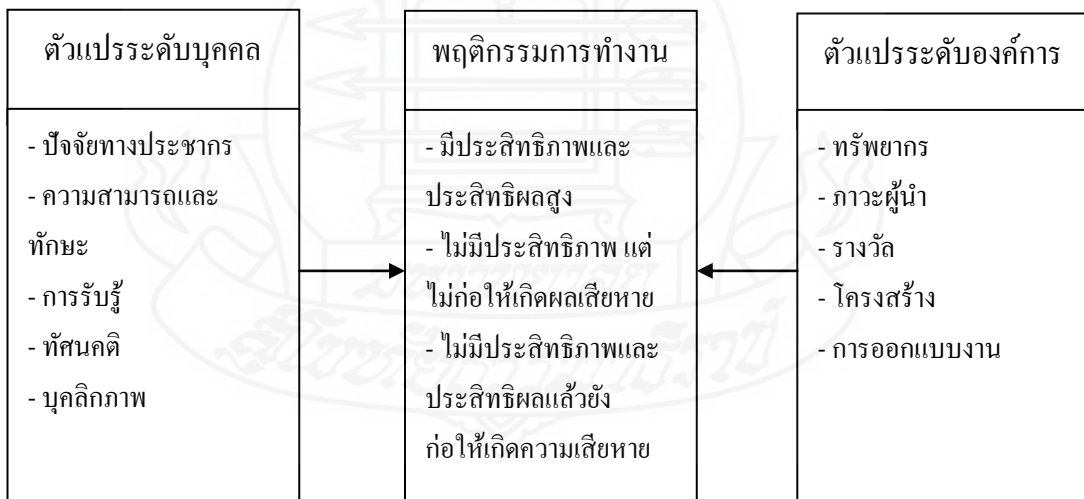 ตัวแปรระดับบุคคล
- ปัจจัยทางประชากร
- ความสามารถและ
ทักษะ
- การรับรู้
- ทัศนคติ
- บุคลิกภาพ
พฤติกรรมการทำงาน
- มีประสิทธิภาพและ
ประสิทธิผลสูง
- ไม่มีประสิทธิภาพ แต่
ไม่ก่อให้เกิดผลเสียหาย
- ไม่มีประสิทธิภาพและ
ประสิทธิผลแล้วยัง
ก่อให้เกิดความเสียหาย
ตัวแปรระดับองค์การ
- ทรัพยากร
- ภาวะผู้นำ
- รางวัล
- โครงสร้าง
- การออกแบบงาน